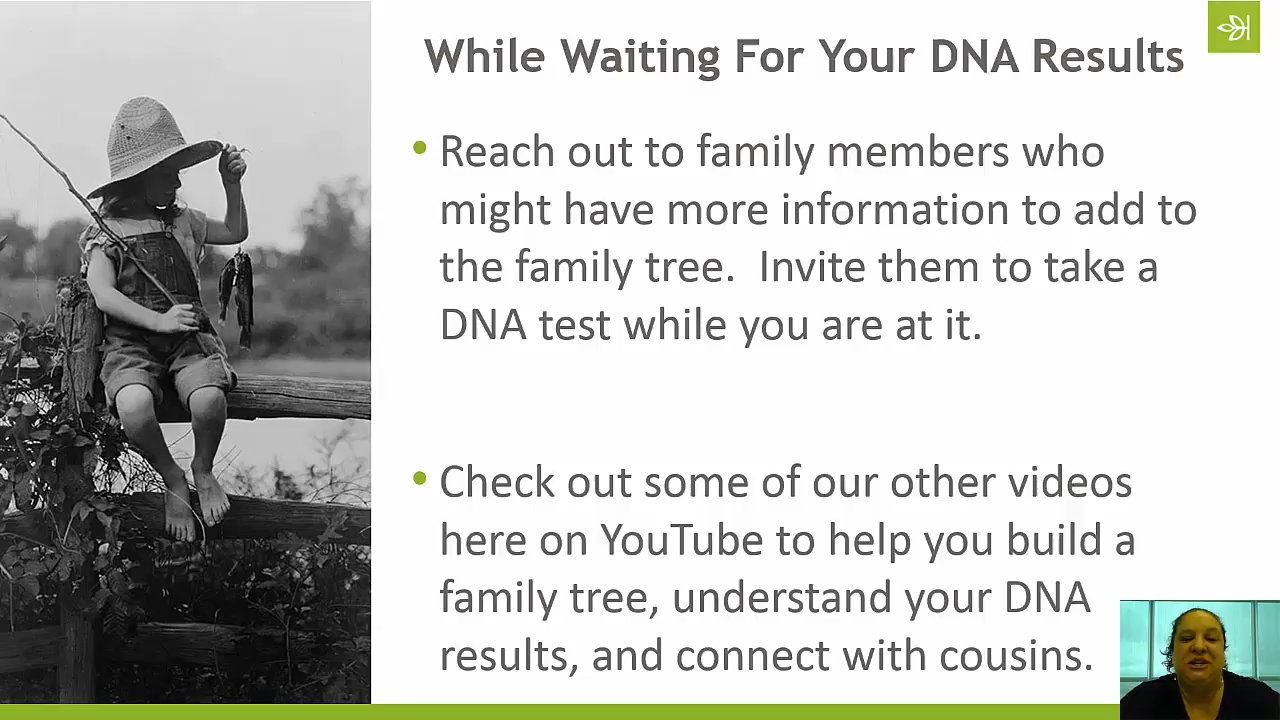 While Waiting For Your DNA Results
• Reach out to family members who
might have more information to add to
the family tree.  Invite them to take a
DNA test while you are at it.
• Check out some of our other videos
here on YouTube to help you build a
family tree, understand your DNA
results, and connect with cousins.